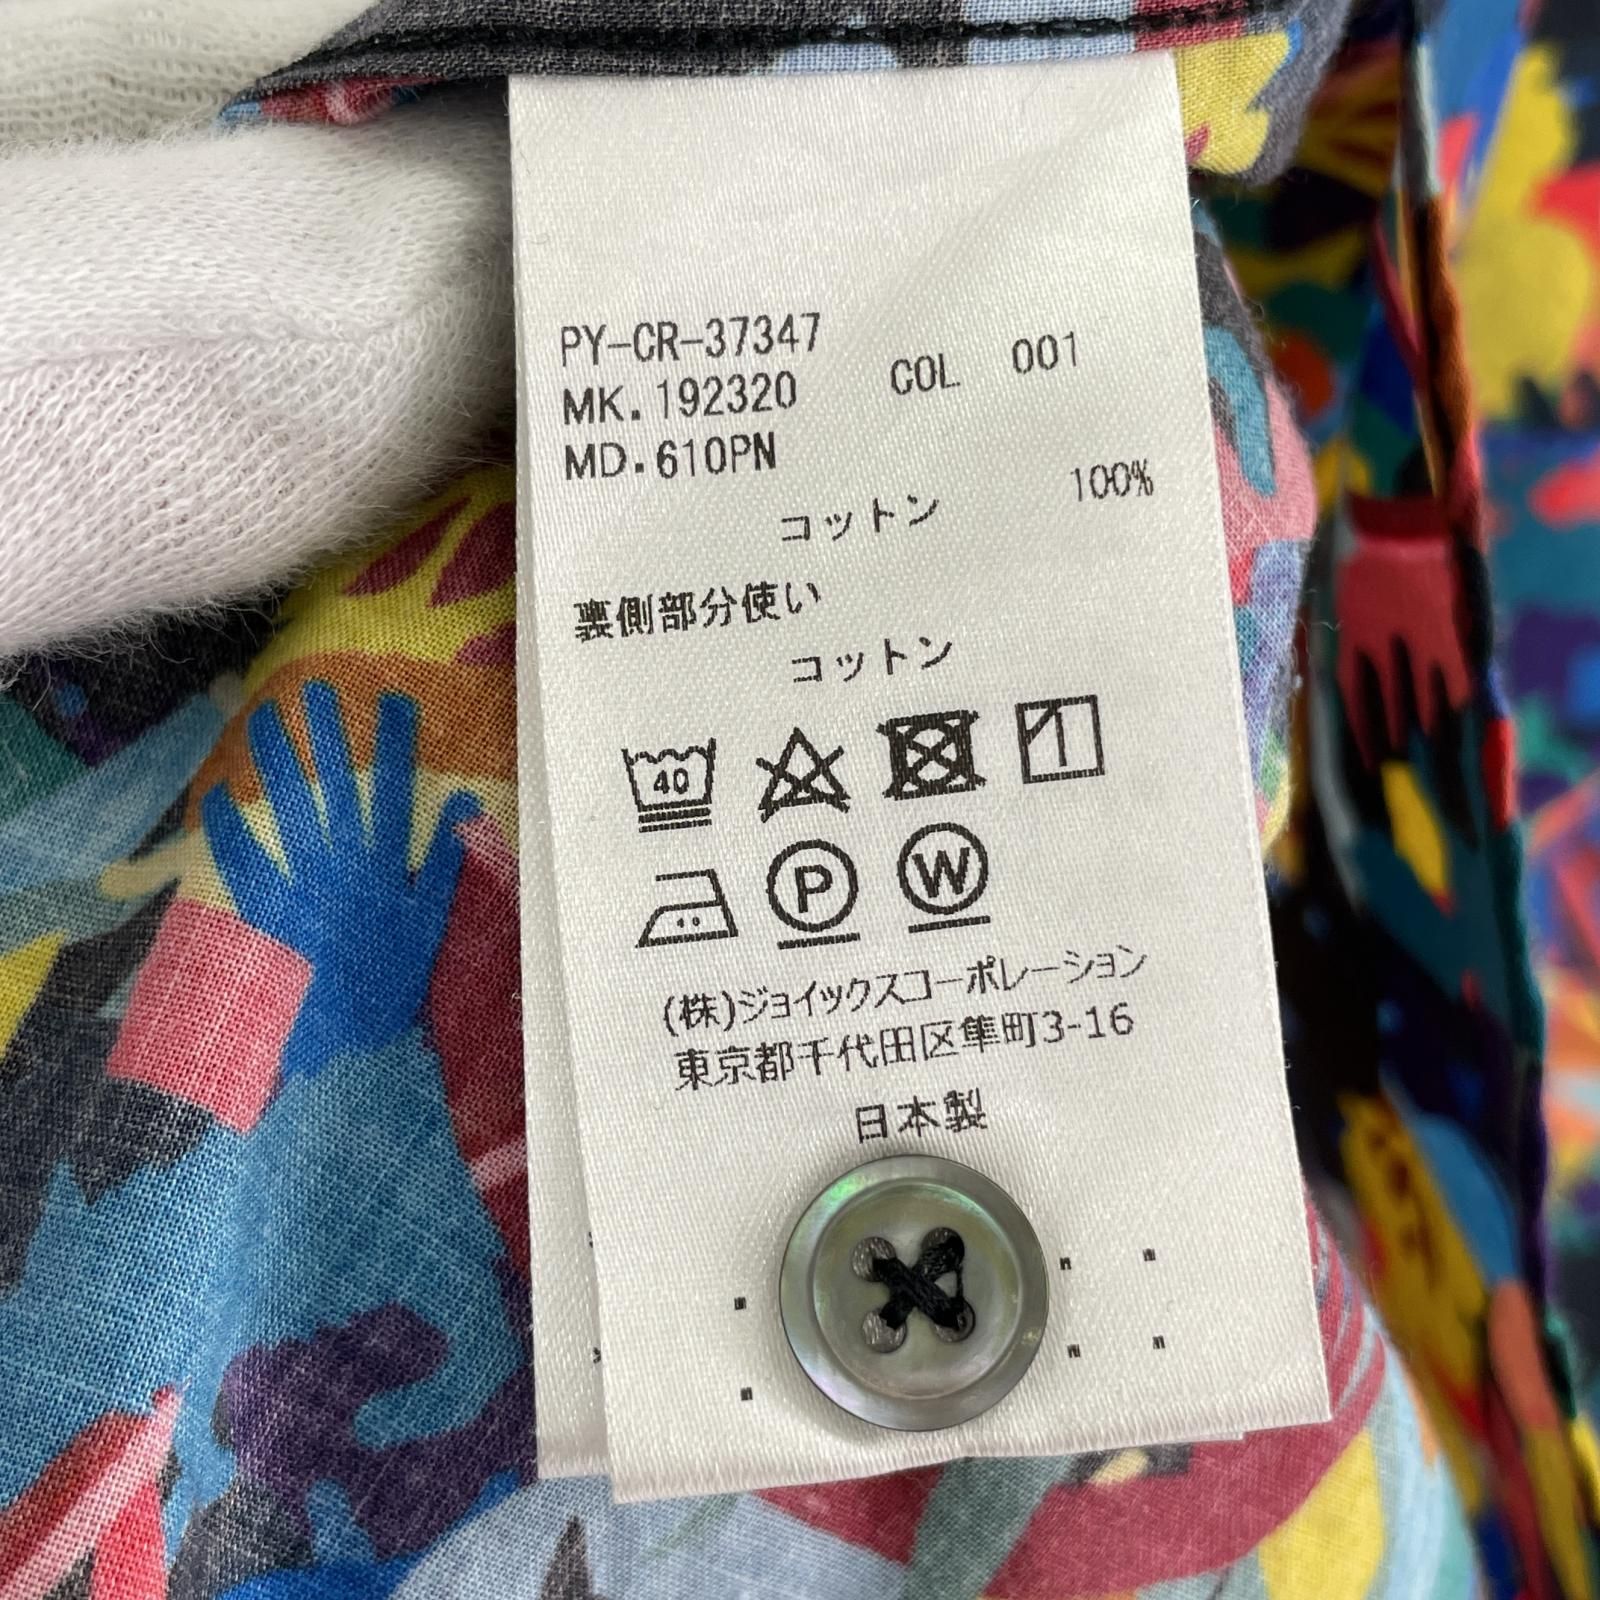 PY-CR-37347
MK.192320 COL 001
MD.610PN
コットン 100%
裏側部分使い
コットン
40
P W
(株)ジョイックスコーポレーション
東京都千代田区隼町3-16
日本製